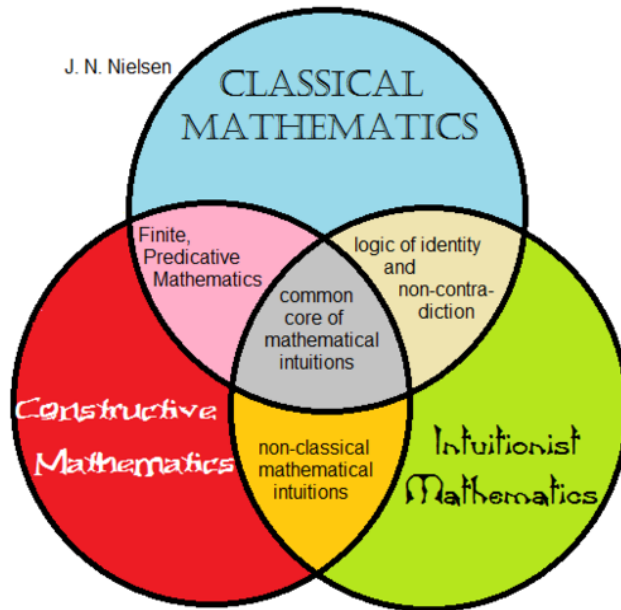 J. N. Nielsen
CLASSICAL
MATHEMATICS
Finite,
Predicative
Mathematics
logic of identity
and
non-contra-
diction
common
core of
mathematical
intuitions
Constructive
Mathematics
non-classical
mathematical
intuitions
Intuitionist
Mathematics